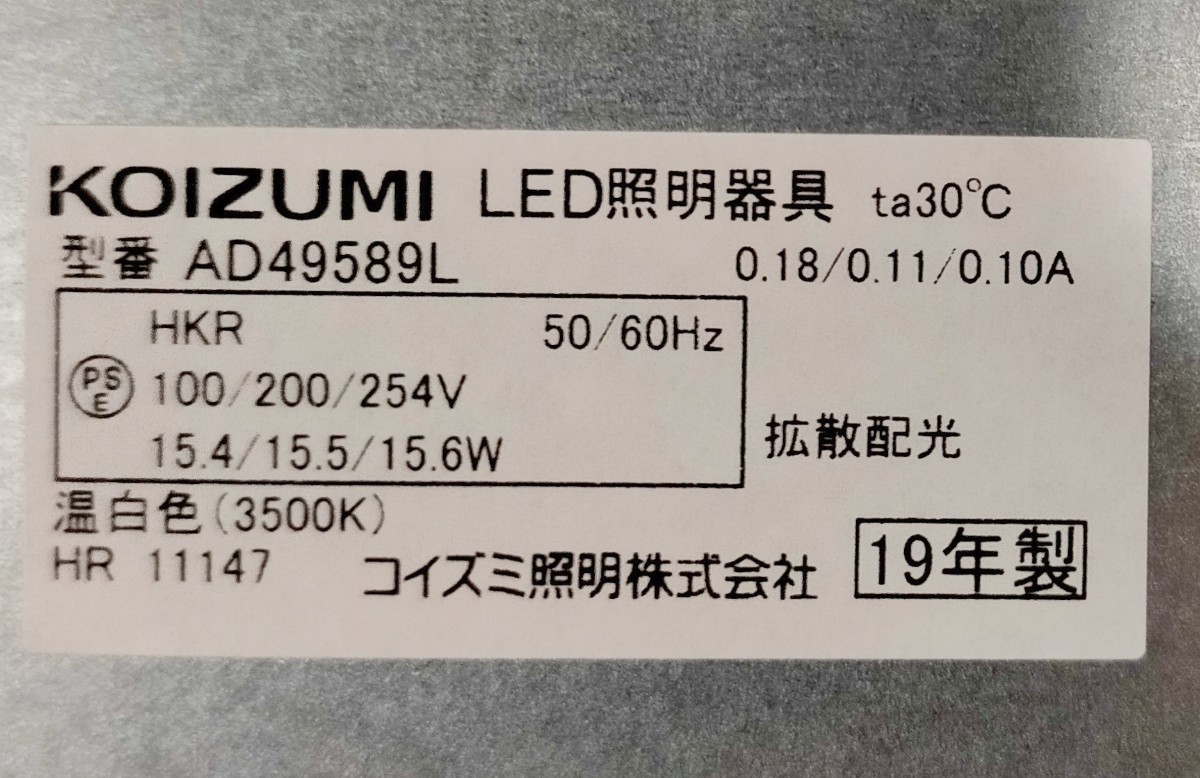 KOIZUMI LED照明器具 ta30℃
型番 AD49589L 0.18/0.11/0.10A
HKR 50/60Hz
PSE 100/200/254V
15.4/15.5/15.6W
拡散配光
温白色(3500K)
HR 11147 コイズミ照明株式会社 19年製